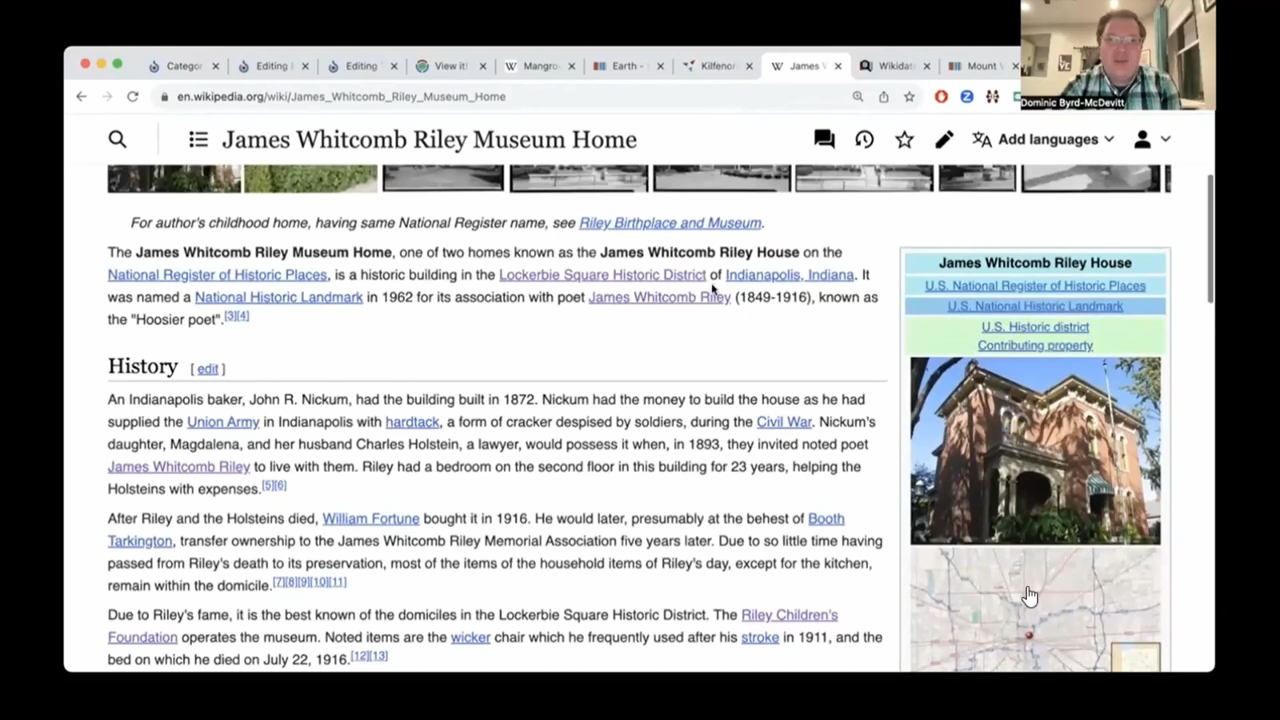 Categor
Editing
Editing
View it!
Mangro
Earth -
Kilfenor
James W
Wikidat
Mount V
Dominic Byrd-McDevitt
en.wikipedia.org/wiki/James_Whitcomb_Riley_Museum_Home
James Whitcomb Riley Museum Home
Add languages
For author's childhood home, having same National Register name, see Riley Birthplace and Museum.
The James Whitcomb Riley Museum Home, one of two homes known as the James Whitcomb Riley House on the
National Register of Historic Places, is a historic building in the Lockerbie Square Historic District of Indianapolis, Indiana. It
was named a National Historic Landmark in 1962 for its association with poet James Whitcomb Riley (1849-1916), known as
the "Hoosier poet".[3][4]
History [ edit ]
An Indianapolis baker, John R. Nickum, had the building built in 1872. Nickum had the money to build the house as he had
supplied the Union Army in Indianapolis with hardtack, a form of cracker despised by soldiers, during the Civil War. Nickum's
daughter, Magdalena, and her husband Charles Holstein, a lawyer, would possess it when, in 1893, they invited noted poet
James Whitcomb Riley to live with them. Riley had a bedroom on the second floor in this building for 23 years, helping the
Holsteins with expenses.[5][6]
After Riley and the Holsteins died, William Fortune bought it in 1916. He would later, presumably at the behest of Booth
Tarkington, transfer ownership to the James Whitcomb Riley Memorial Association five years later. Due to so little time having
passed from Riley's death to its preservation, most of the items of the household items of Riley's day, except for the kitchen,
remain within the domicile.[7][8][9][10][11]
Due to Riley's fame, it is the best known of the domiciles in the Lockerbie Square Historic District. The Riley Children's
Foundation operates the museum. Noted items are the wicker chair which he frequently used after his stroke in 1911, and the
bed on which he died on July 22, 1916.[12][13]
James Whitcomb Riley House
U.S. National Register of Historic Places
U.S. National Historic Landmark
U.S. Historic district
Contributing property